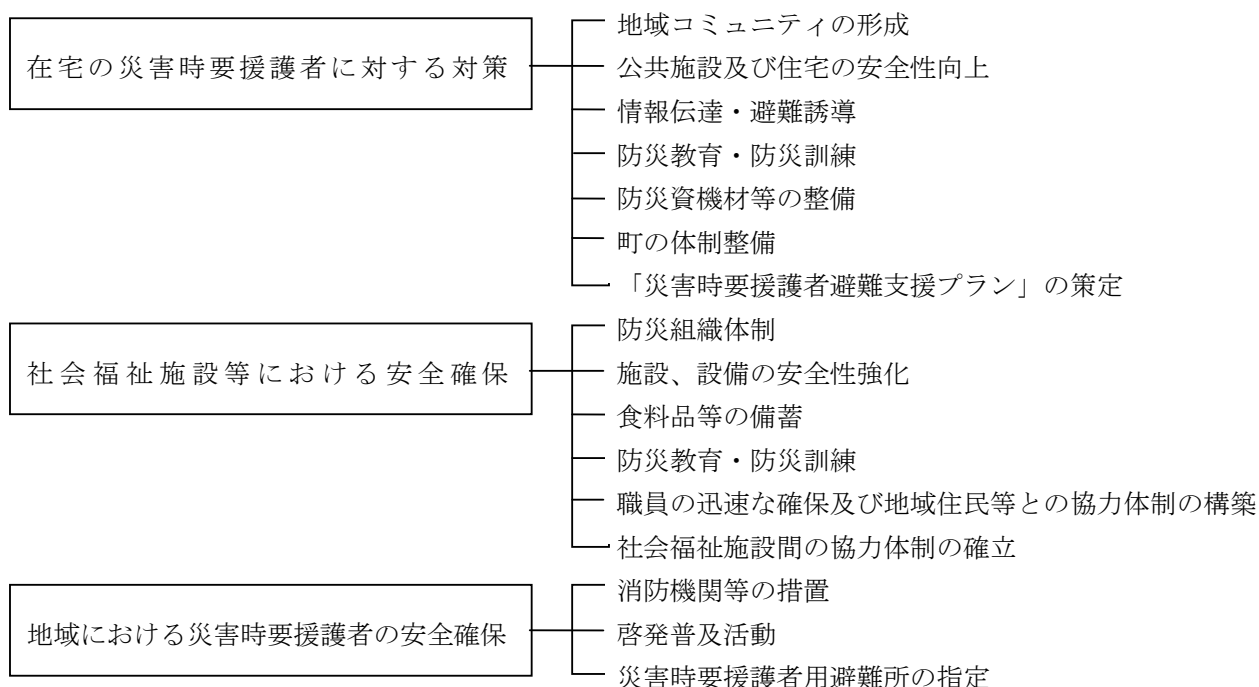 在宅の災害時要援護者に対する対策
地域コミュニティの形成
公共施設及び住宅の安全性向上
情報伝達・避難誘導
防災教育・防災訓練
防災資機材等の整備
町の体制整備
「災害時要援護者避難支援プラン」の策定
社会福祉施設等における安全確保
防災組織体制
施設、設備の安全性強化
食料品等の備蓄
防災教育・防災訓練
職員の迅速な確保及び地域住民等との協力体制の構築
社会福祉施設間の協力体制の確立
地域における災害時要援護者の安全確保
消防機関等の措置
啓発普及活動
災害時要援護者用避難所の指定